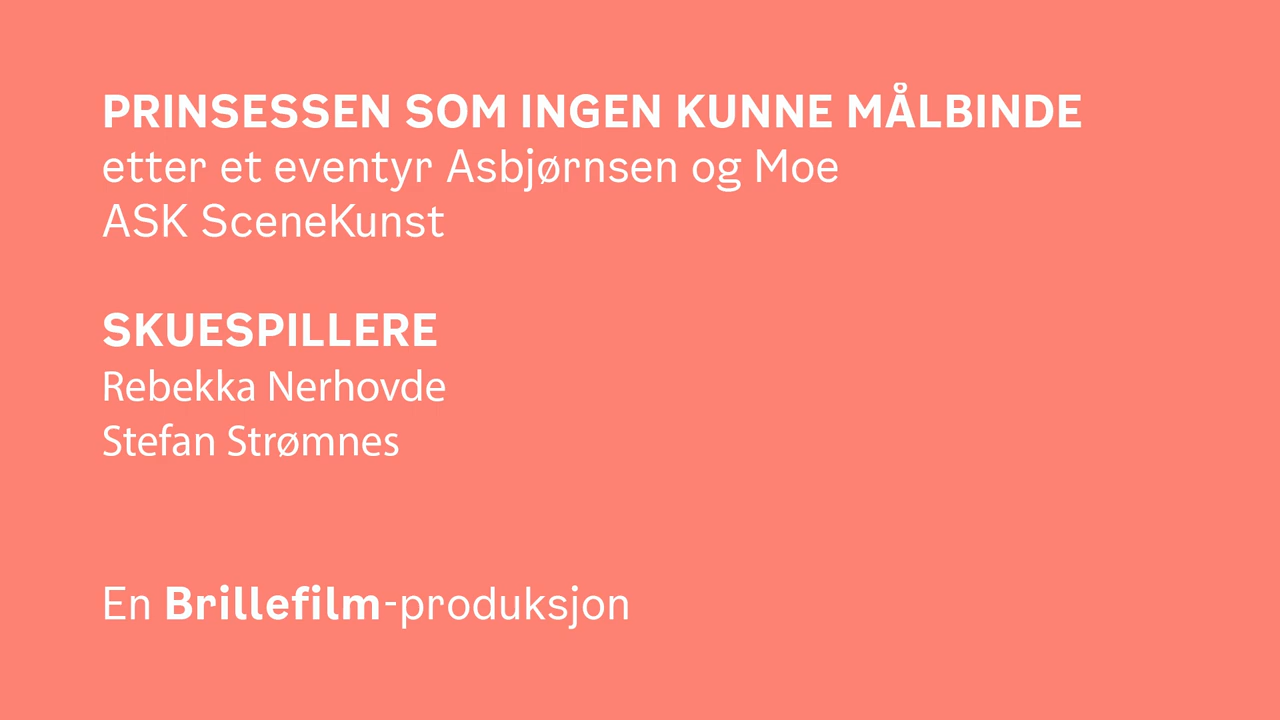 PRINSESSEN SOM INGEN KUNNE MÅLBINDE
etter et eventyr Asbjørnsen og Moe
ASK SceneKunst
SKUESPILLERE
Rebekka Nerhovde
Stefan Strømnes
En Brillefilm-produksjon